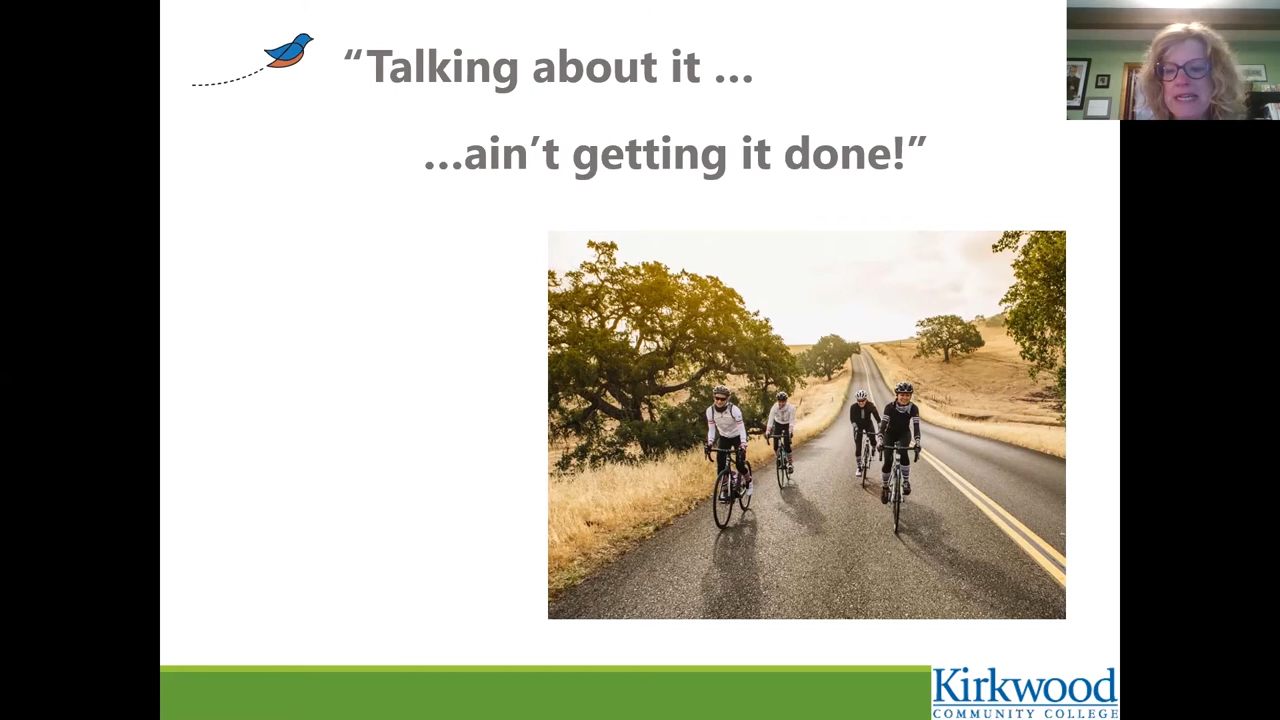 “Talking about it …
…ain’t getting it done!”
Kirkwood
COMMUNITY COLLEGE